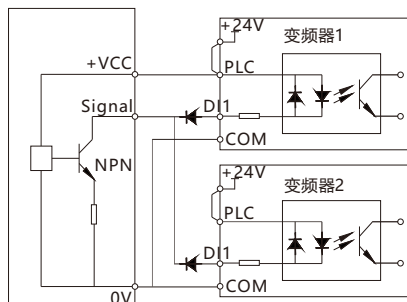 +24V
变频器1
+VCC
PLC
Signal
DI1
NPN
COM
+24V
变频器2
PLC
DI1
COM
0V